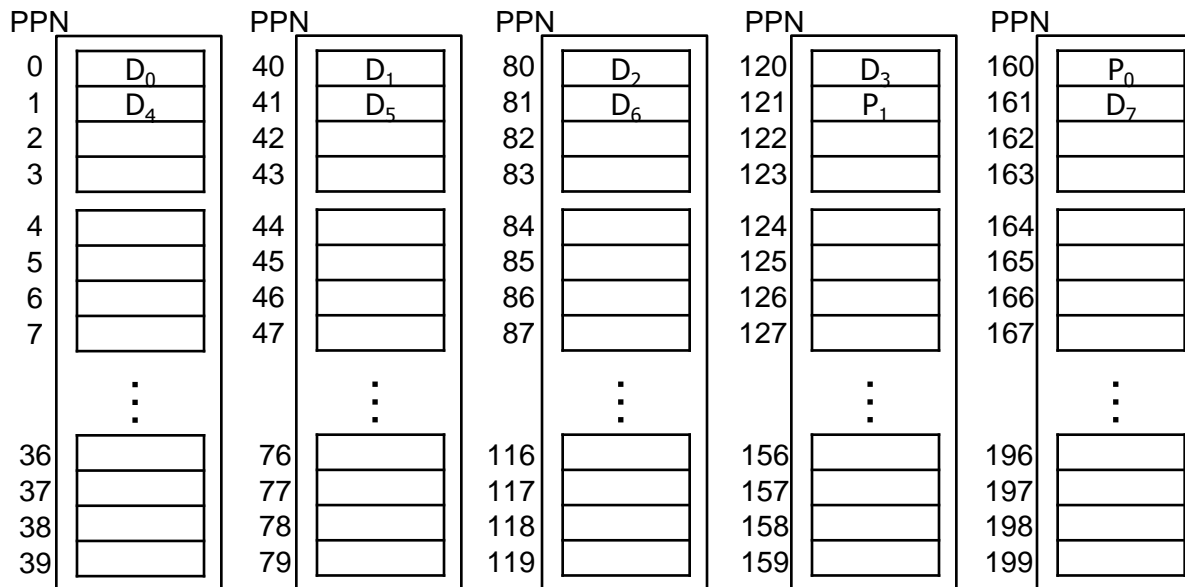 PPN PPN PPN PPN PPN
0 D₀ 40 D₁ 80 D₂ 120 D₃ 160 P₀
1 D₄ 41 D₅ 81 D₆ 121 P₁ 161 D₇
2 42 82 122 162
3 43 83 123 163
4 44 84 124 164
5 45 85 125 165
6 46 86 126 166
7 47 87 127 167
36 76 116 156 196
37 77 117 157 197
38 78 118 158 198
39 79 119 159 199